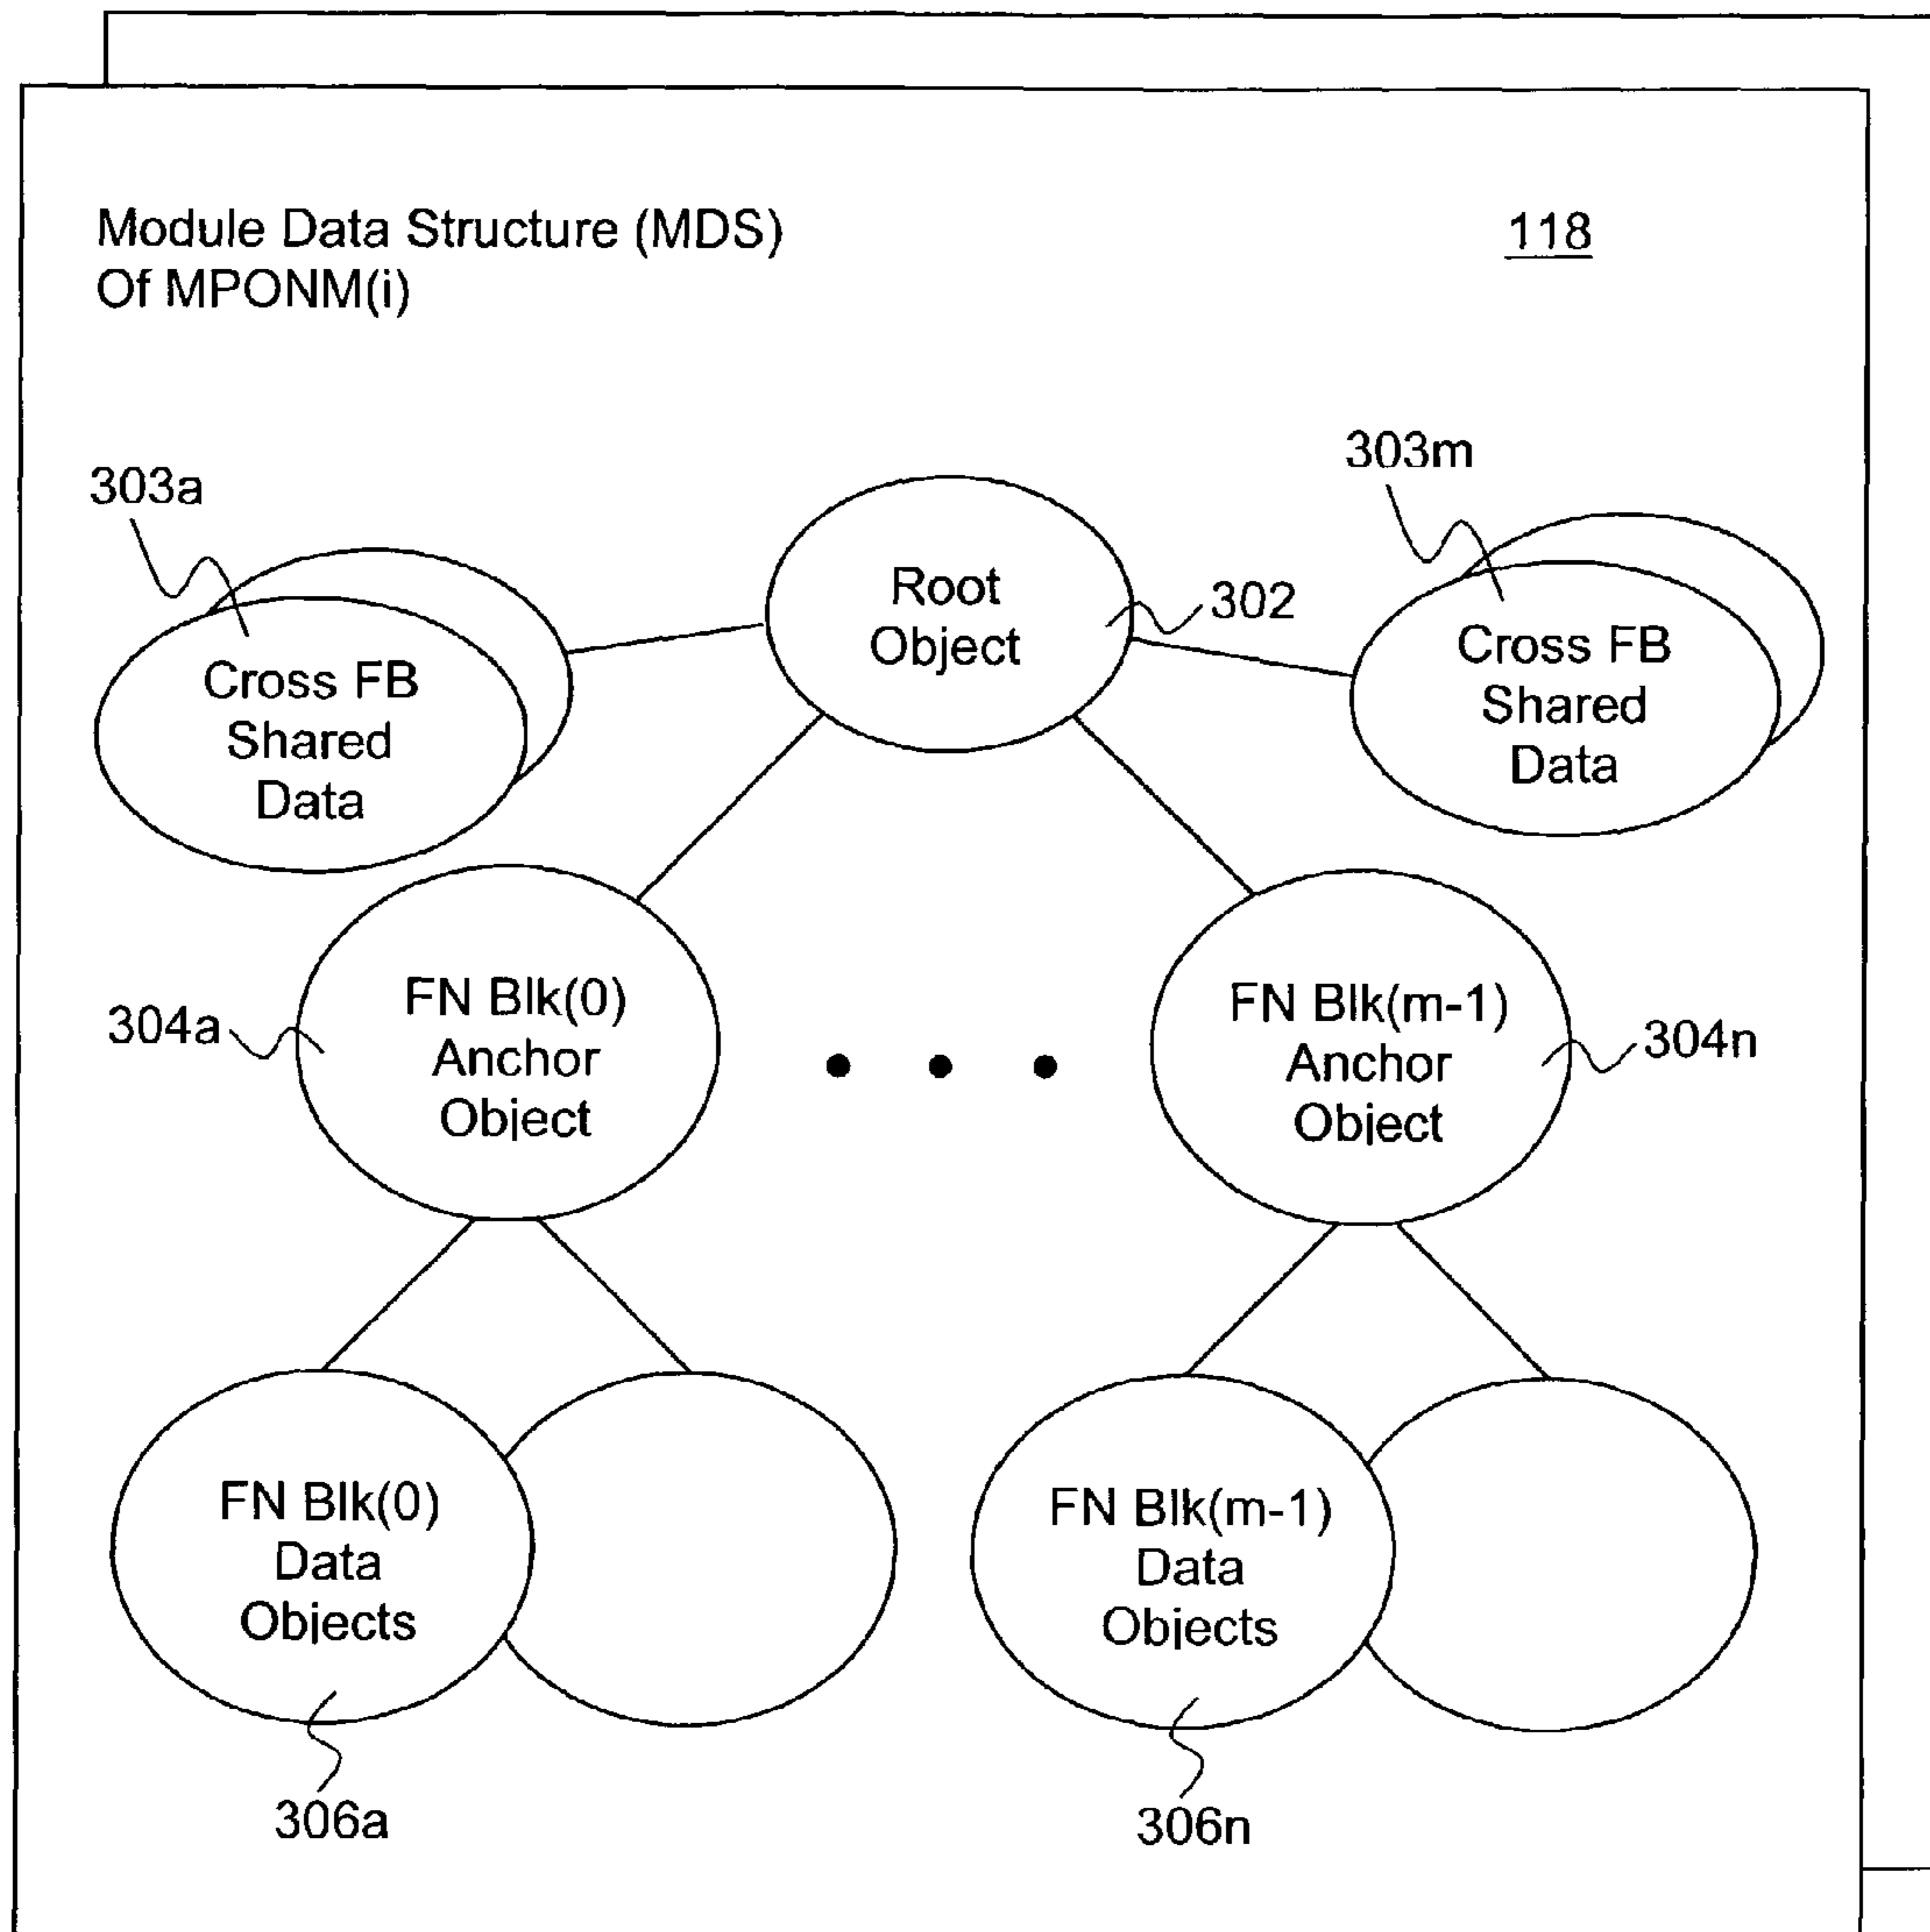 Module Data Structure (MDS)
Of MPONM(i)
118
303a
303m
Root
Object
302
Cross FB
Shared
Data
Cross FB
Shared
Data
304a
FN Blk(0)
Anchor
Object
FN Blk(m-1)
Anchor
Object
304n
FN Blk(0)
Data
Objects
FN Blk(m-1)
Data
Objects
306a
306n